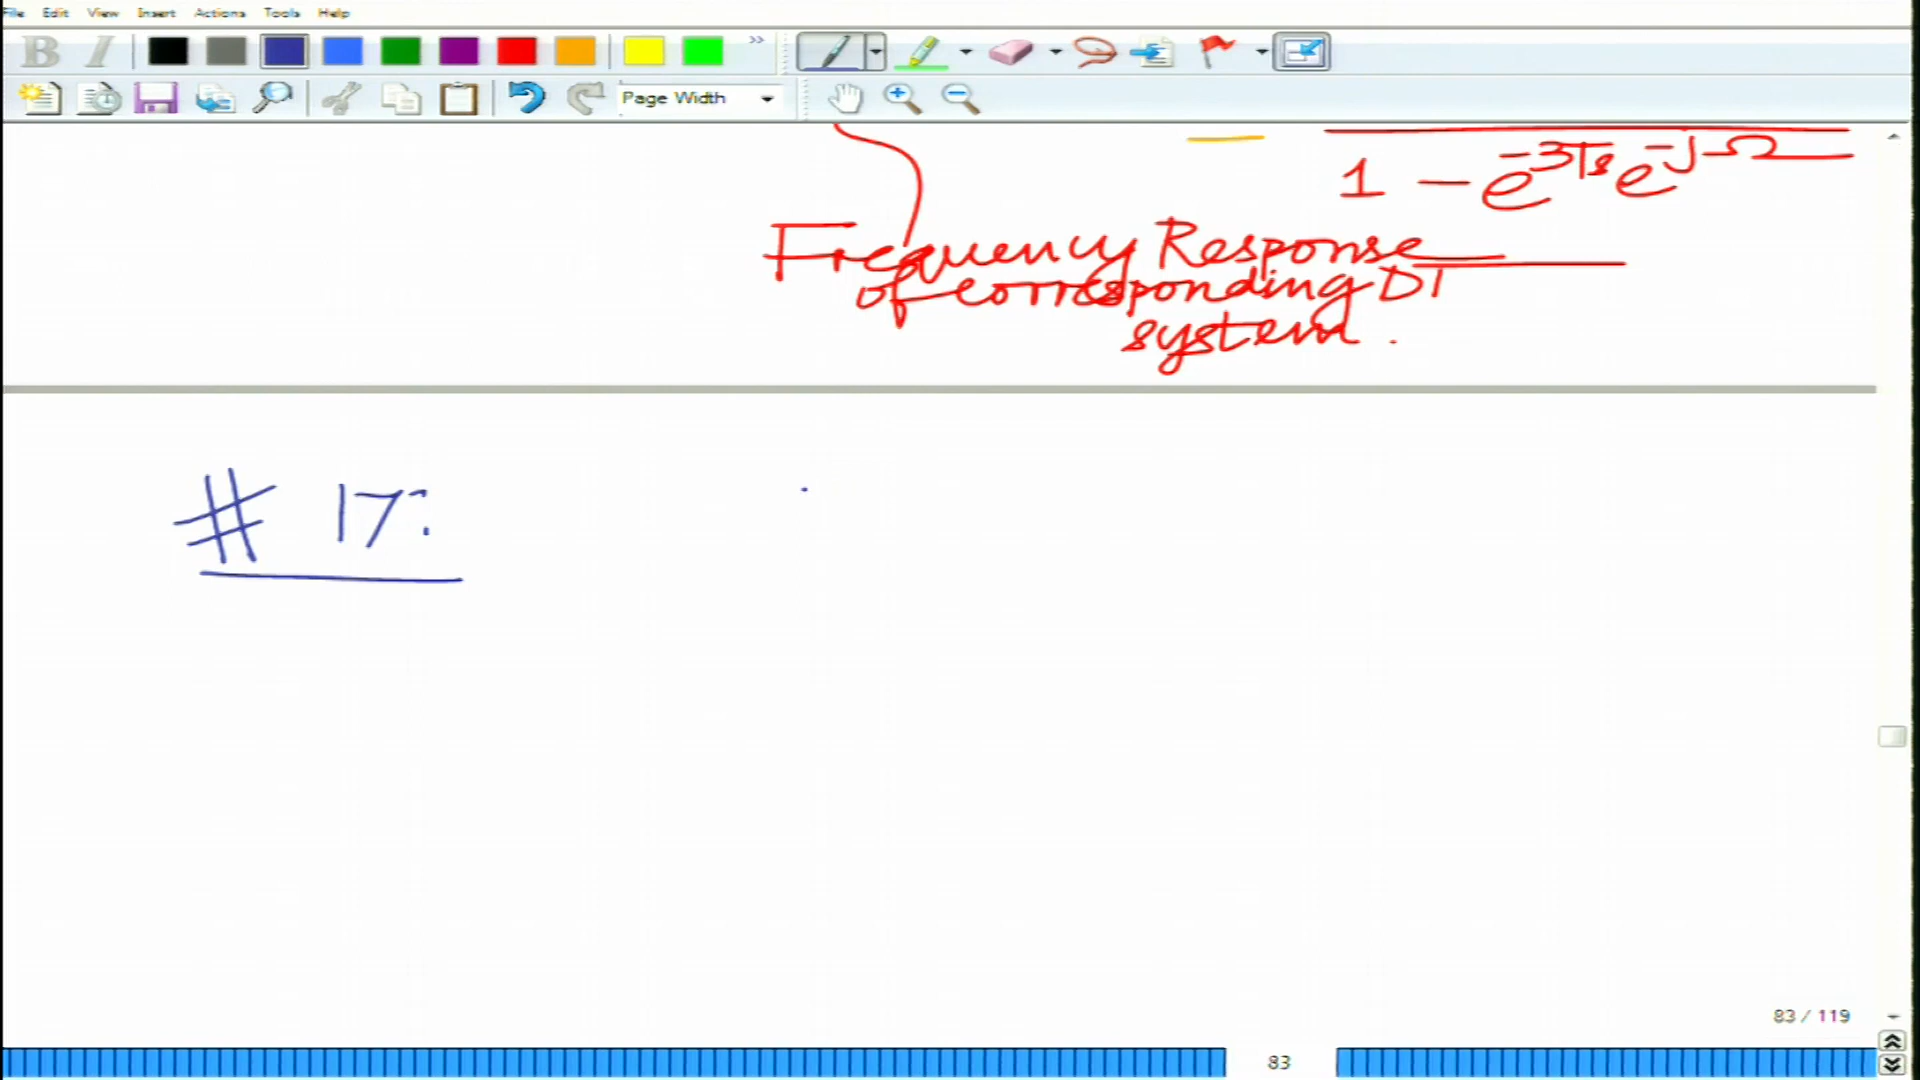 File Edit View Insert Actions Tools Help
B I
Page Width
1 - e^{-3Ts} e^{-jΩ}
Frequency Response
of corresponding DT
system.
# 17:
83 / 119
83